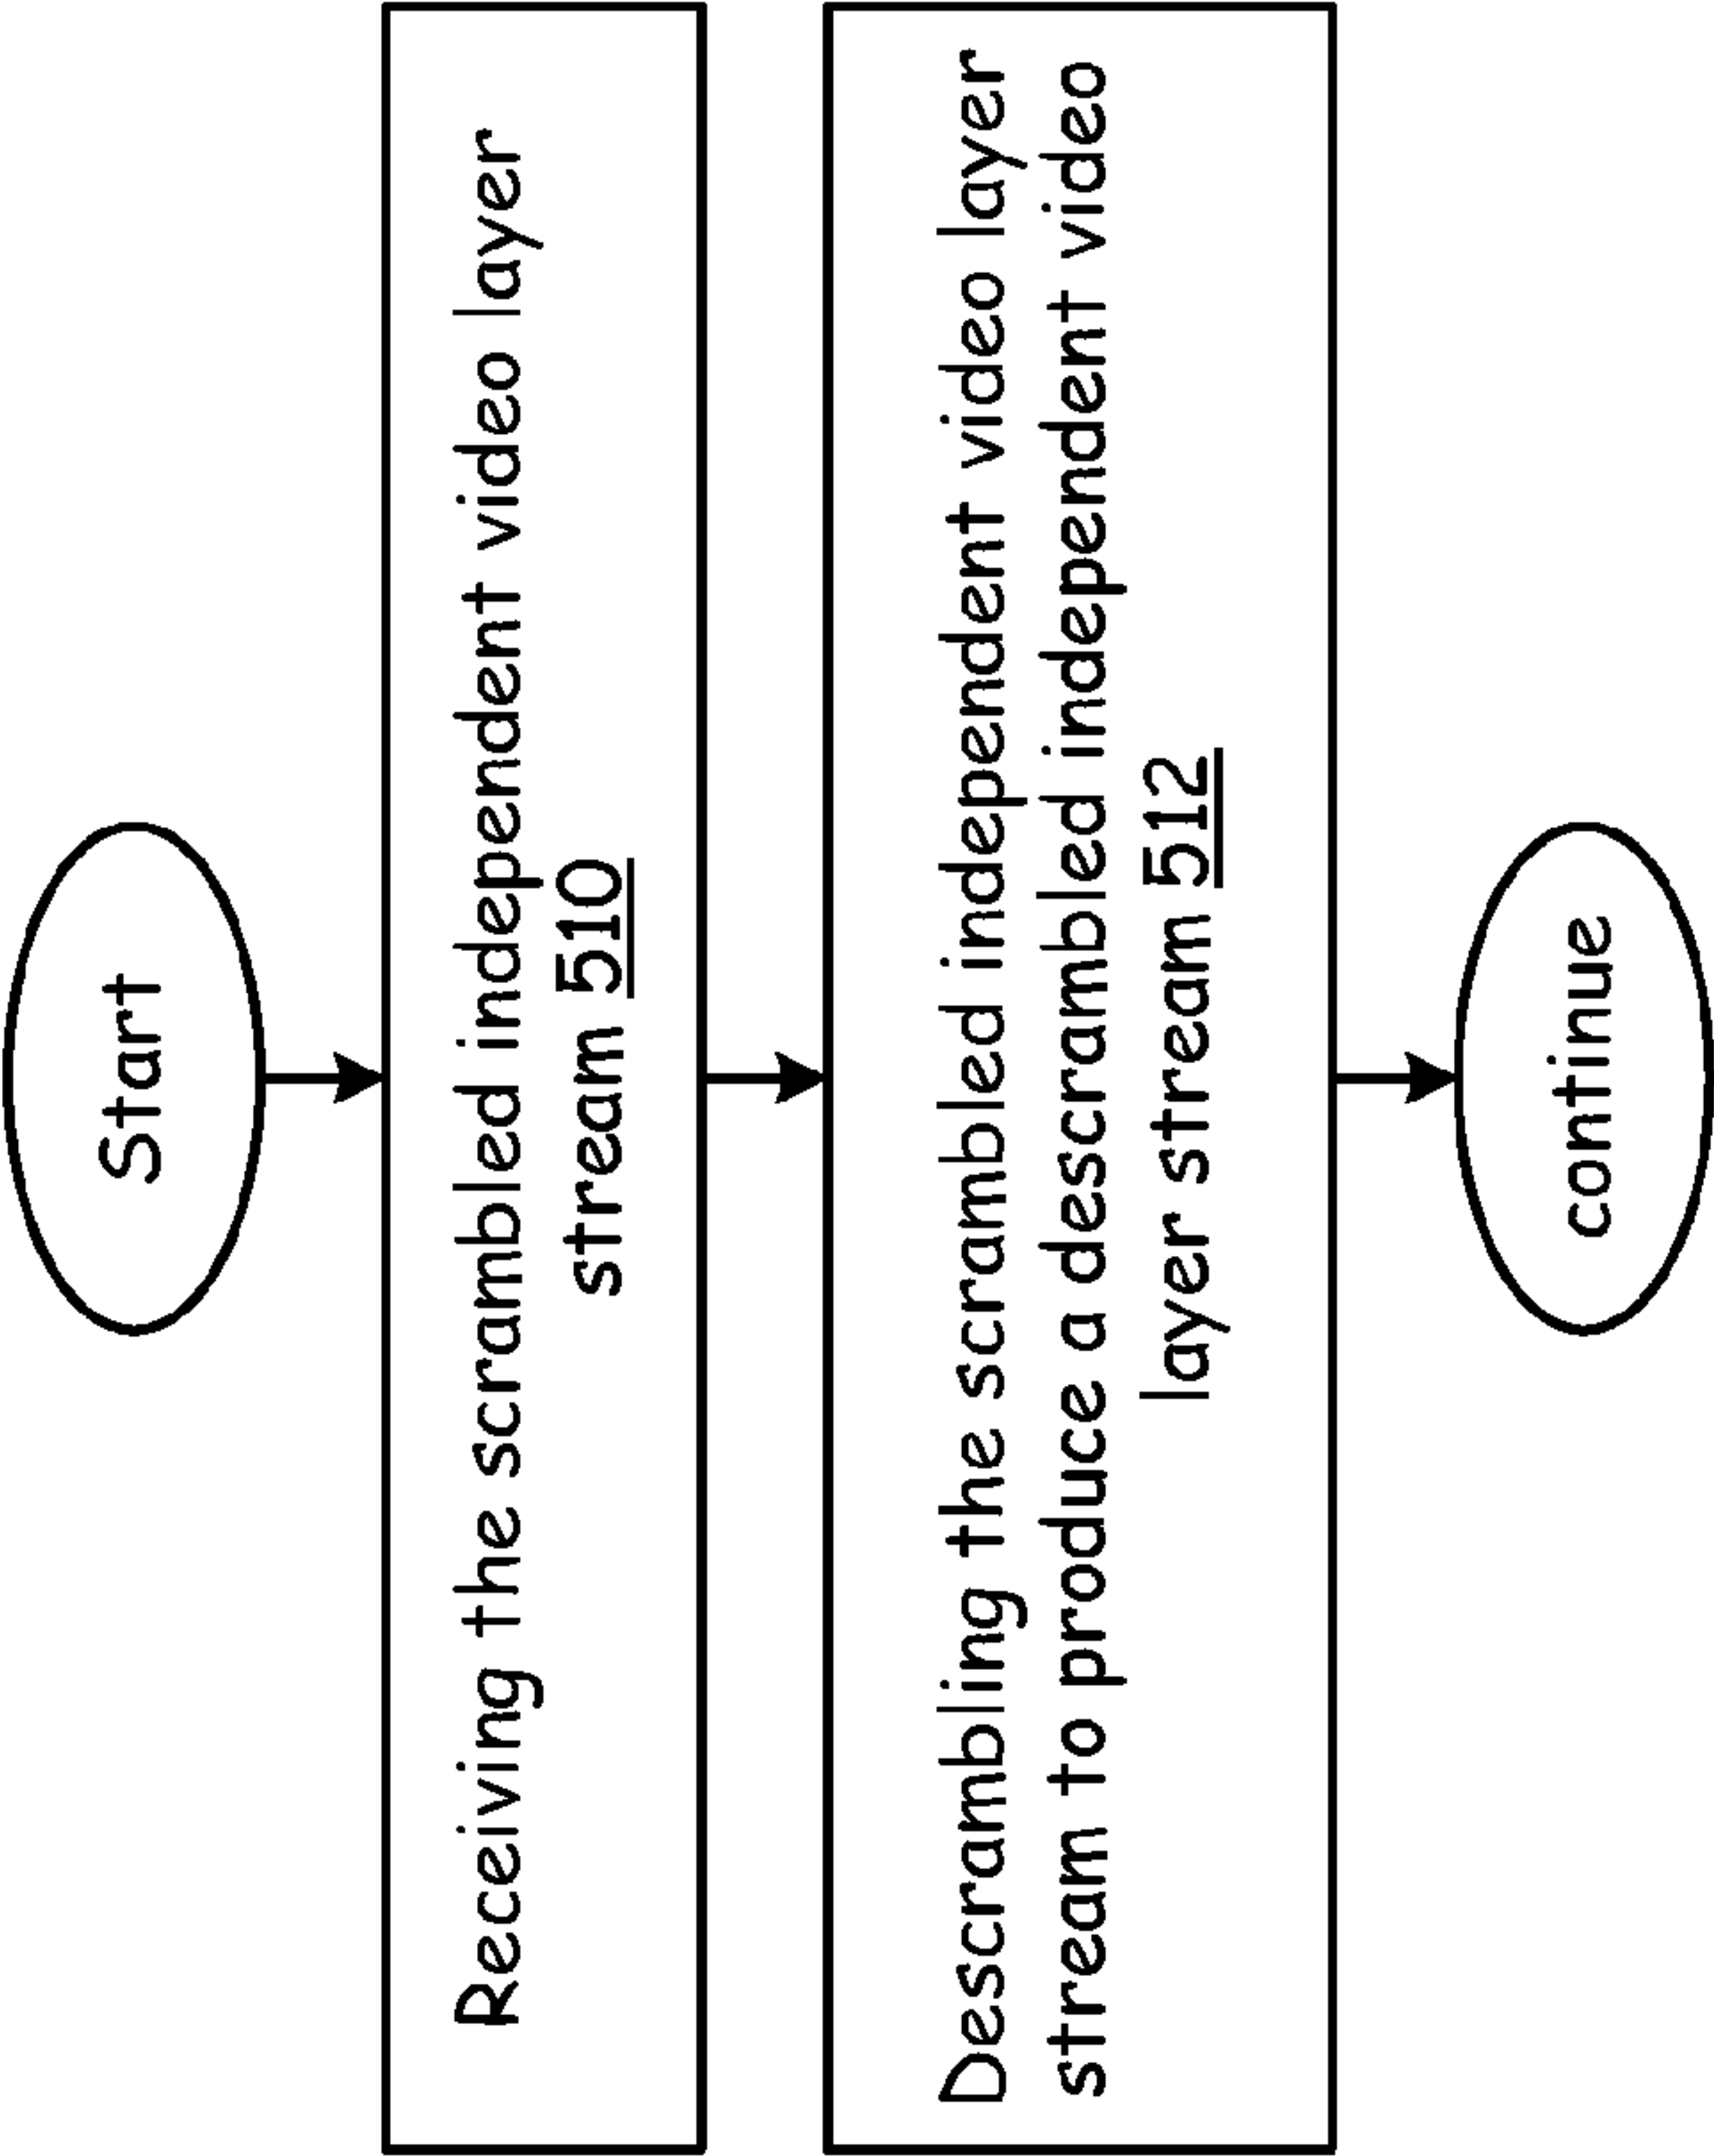 Start
Receiving the scrambled independent video layer
stream 510
Descrambling the scrambled independent video layer
stream to produce a descrambled independent video
layer stream 512
continue